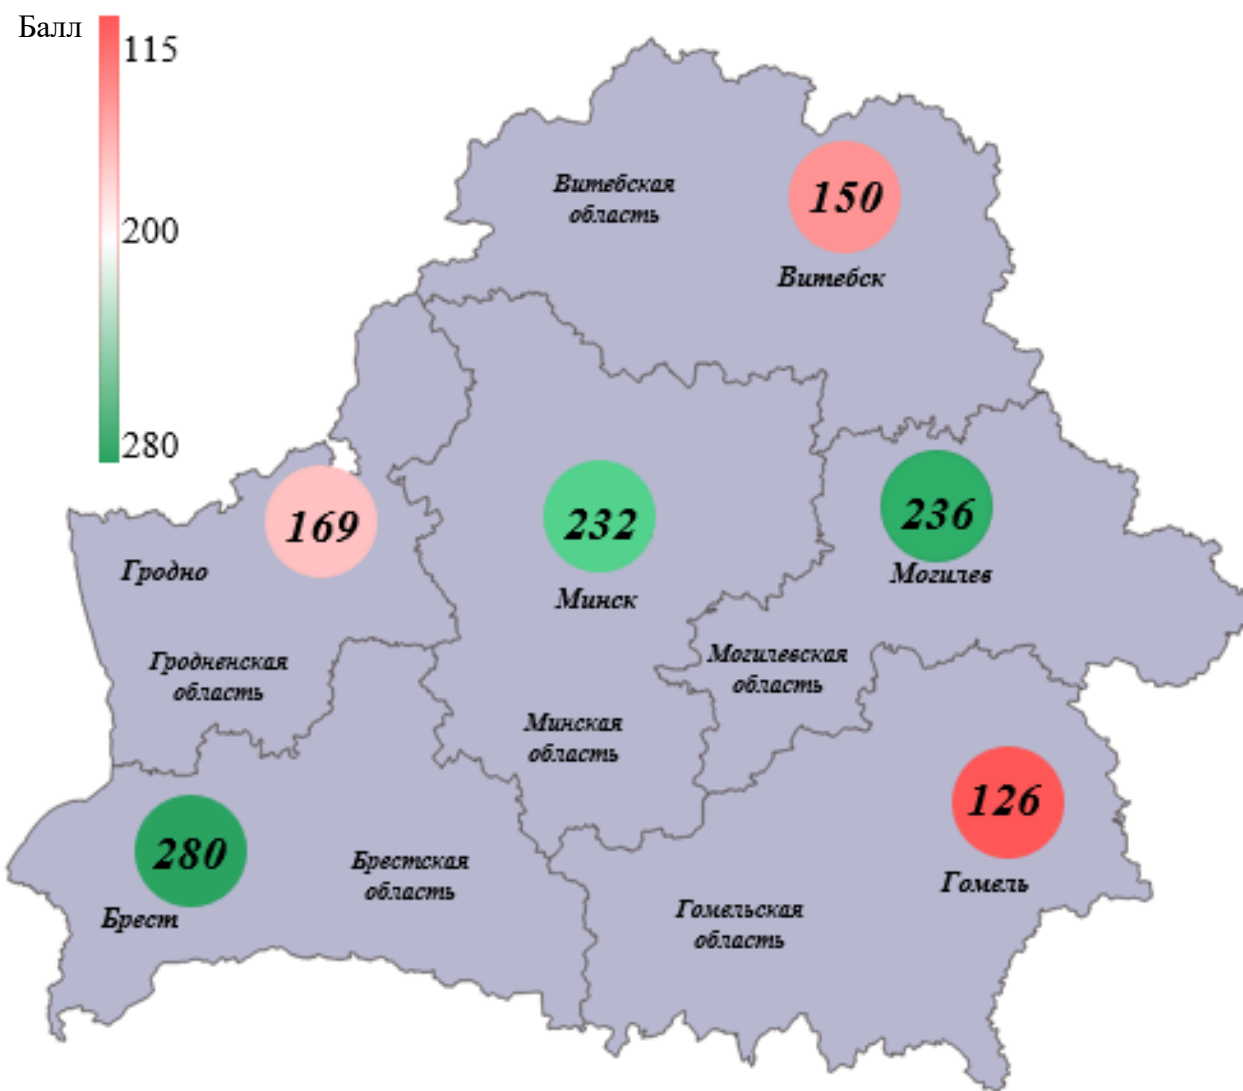 Балл
115
200
280
Витебская
область
150
Витебск
169
Гродно
Гродненская
область
232
Минск
236
Могилев
Могилевская
область
Минская
область
280
Брест
Брестская
область
126
Гомель
Гомельская
область